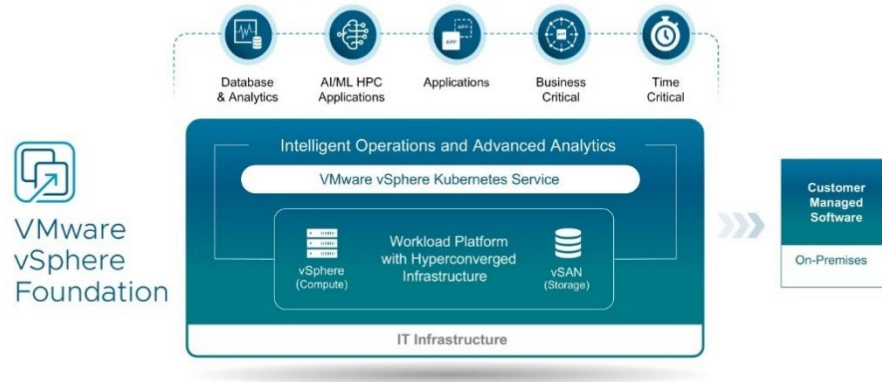 Database
& Analytics
AI/ML HPC
Applications
Applications
Business
Critical
Time
Critical
VMware
vSphere
Foundation
Intelligent Operations and Advanced Analytics
VMware vSphere Kubernetes Service
vSphere
(Compute)
Workload Platform
with Hyperconverged
Infrastructure
vSAN
(Storage)
IT Infrastructure
Customer
Managed
Software
On-Premises